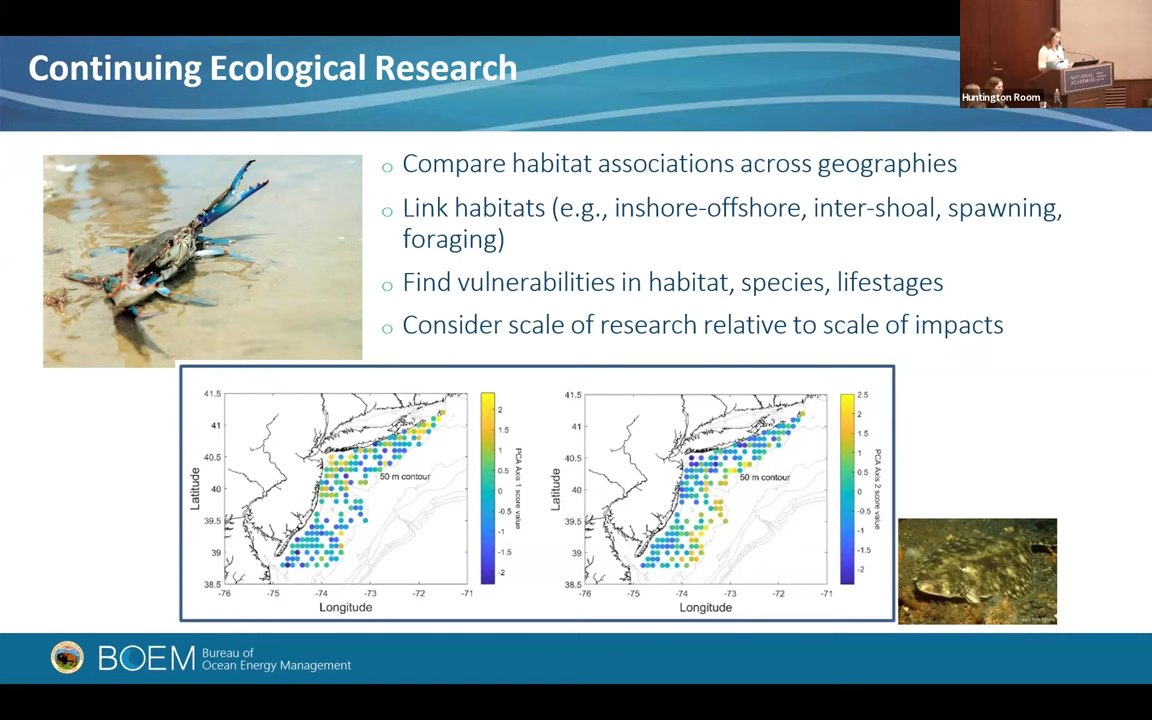 Continuing Ecological Research
Huntington Room
NATIONAL
ACADEMIES
o Compare habitat associations across geographies
o Link habitats (e.g., inshore-offshore, inter-shoal, spawning,
foraging)
o Find vulnerabilities in habitat, species, lifestages
o Consider scale of research relative to scale of impacts
41.5
41
40.5
40
39.5
39
38.5
Latitude
-76
-75
-74
-73
-72
-71
Longitude
50 m contour
2
1.5
1
0.5
0
-0.5
-1
-1.5
-2
PCA Axis 1 score value
41.5
41
40.5
40
39.5
39
38.5
Latitude
-76
-75
-74
-73
-72
-71
Longitude
50 m contour
2.5
2
1.5
1
0.5
0
-0.5
-1
-1.5
-2
PCA Axis 2 score value
BOEM
Bureau of
Ocean Energy Management